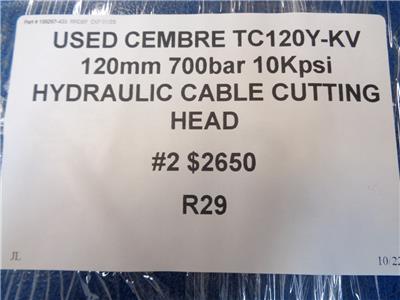 USED CEMBRE TC120Y-KV
120mm 700bar 10Kpsi
HYDRAULIC CABLE CUTTING
HEAD
#2 $2650
R29
JL 10/22